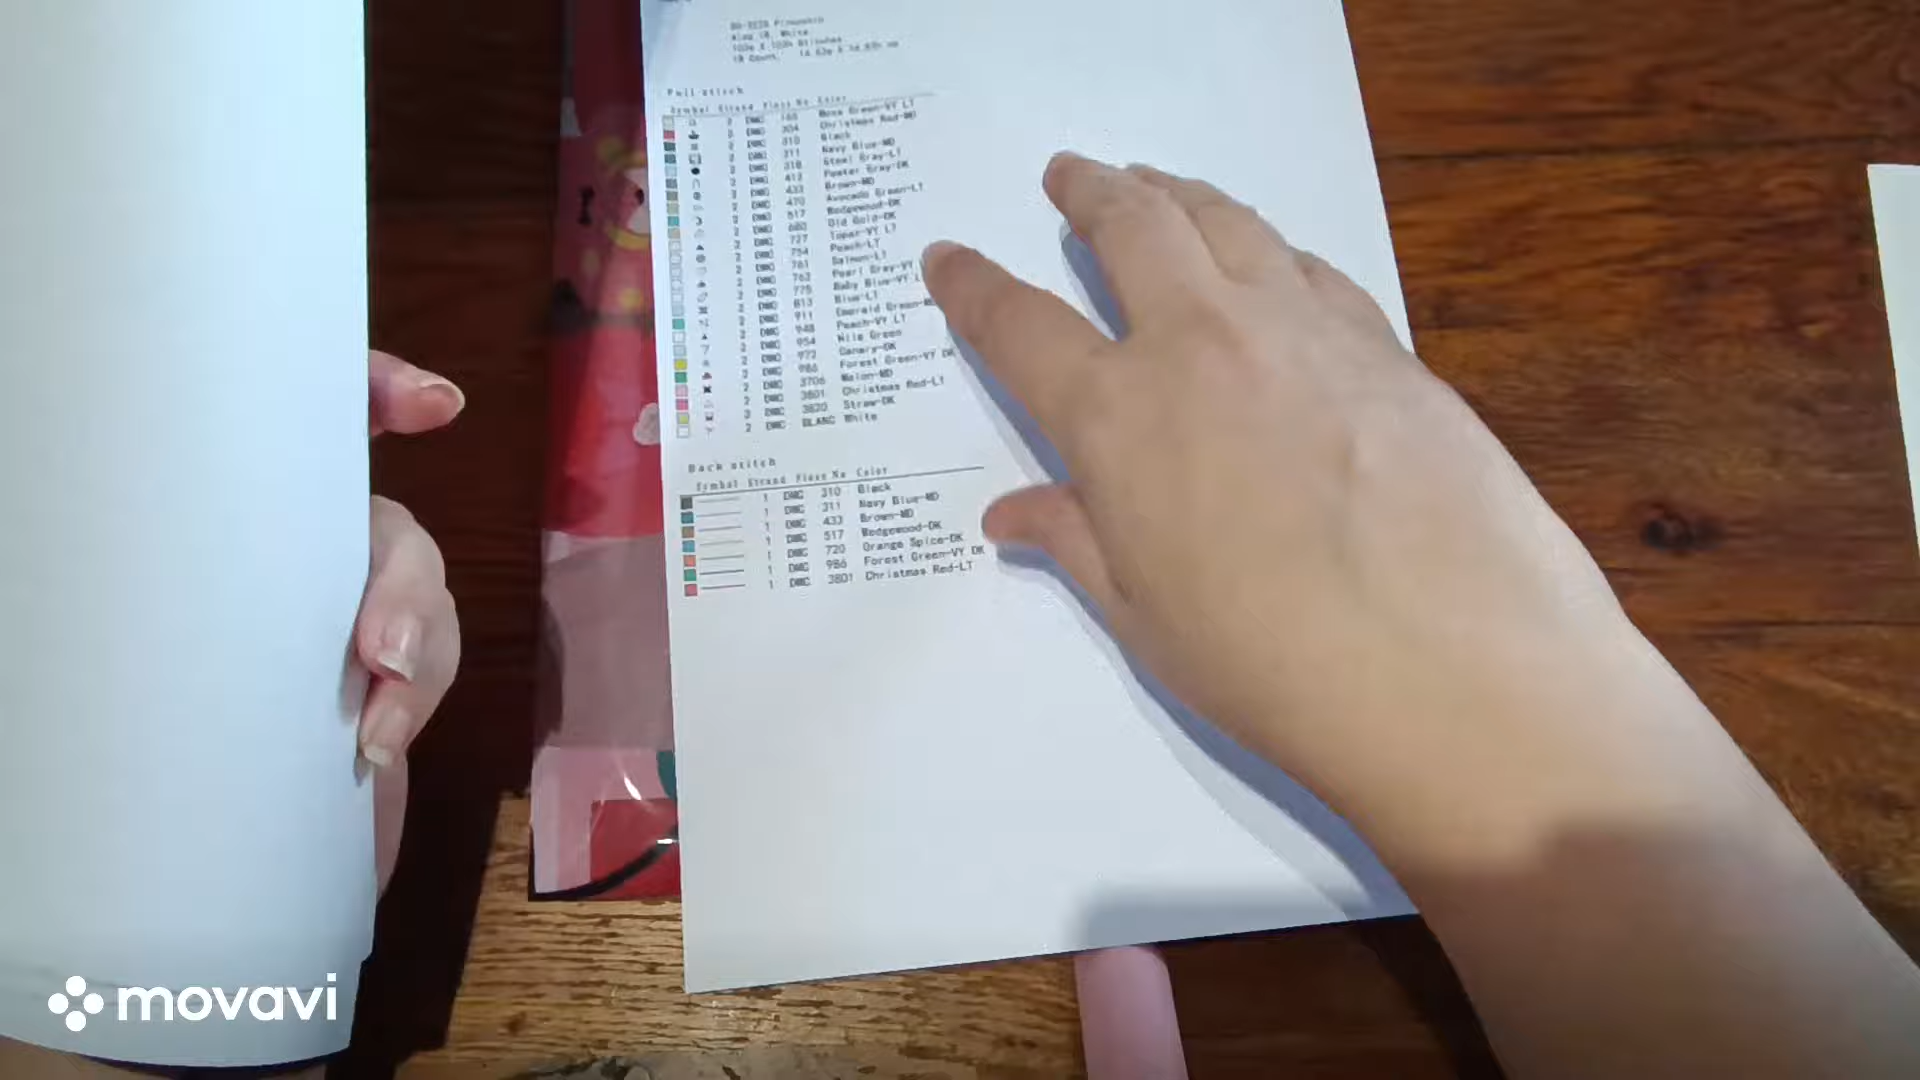 Aida 18, White
18 Count,
Full stitch
Symbol Strand Floss No Color
2 DMC Moss Green-VY LT
2 DMC 304 Christmas Red-MD
2 DMC 310 Black
2 DMC 311 Navy Blue-MD
2 DMC 318 Steel Gray-LT
2 DMC 413 Pewter Gray-DK
2 DMC 433 Brown-MD
2 DMC 470 Avocado Green-LT
2 DMC 517 Wedgewood-DK
2 DMC 680 Old Gold-DK
2 DMC 727 Topaz-VY LT
2 DMC 754 Peach-LT
2 DMC 761 Salmon-LT
2 DMC 762 Pearl Gray-VY
2 DMC 775 Baby Blue-VY L
2 DMC 813 Blue-LT
2 DMC 911 Emerald Green-M
2 DMC 948 Peach-VY LT
2 DMC 954 Nile Green
2 DMC 972 Canary-DK
2 DMC 986 Forest Green-VY DK
2 DMC 3706 Melon-MD
2 DMC 3801 Christmas Red-LT
2 DMC 3820 Straw-DK
2 DMC BLANC White
Back stitch
Symbol Strand Floss No Color
1 DMC 310 Black
1 DMC 311 Navy Blue-MD
1 DMC 433 Brown-MD
1 DMC 517 Wedgewood-DK
1 DMC 720 Orange Spice-DK
1 DMC 986 Forest Green-VY DK
1 DMC 3801 Christmas Red-LT
movavi